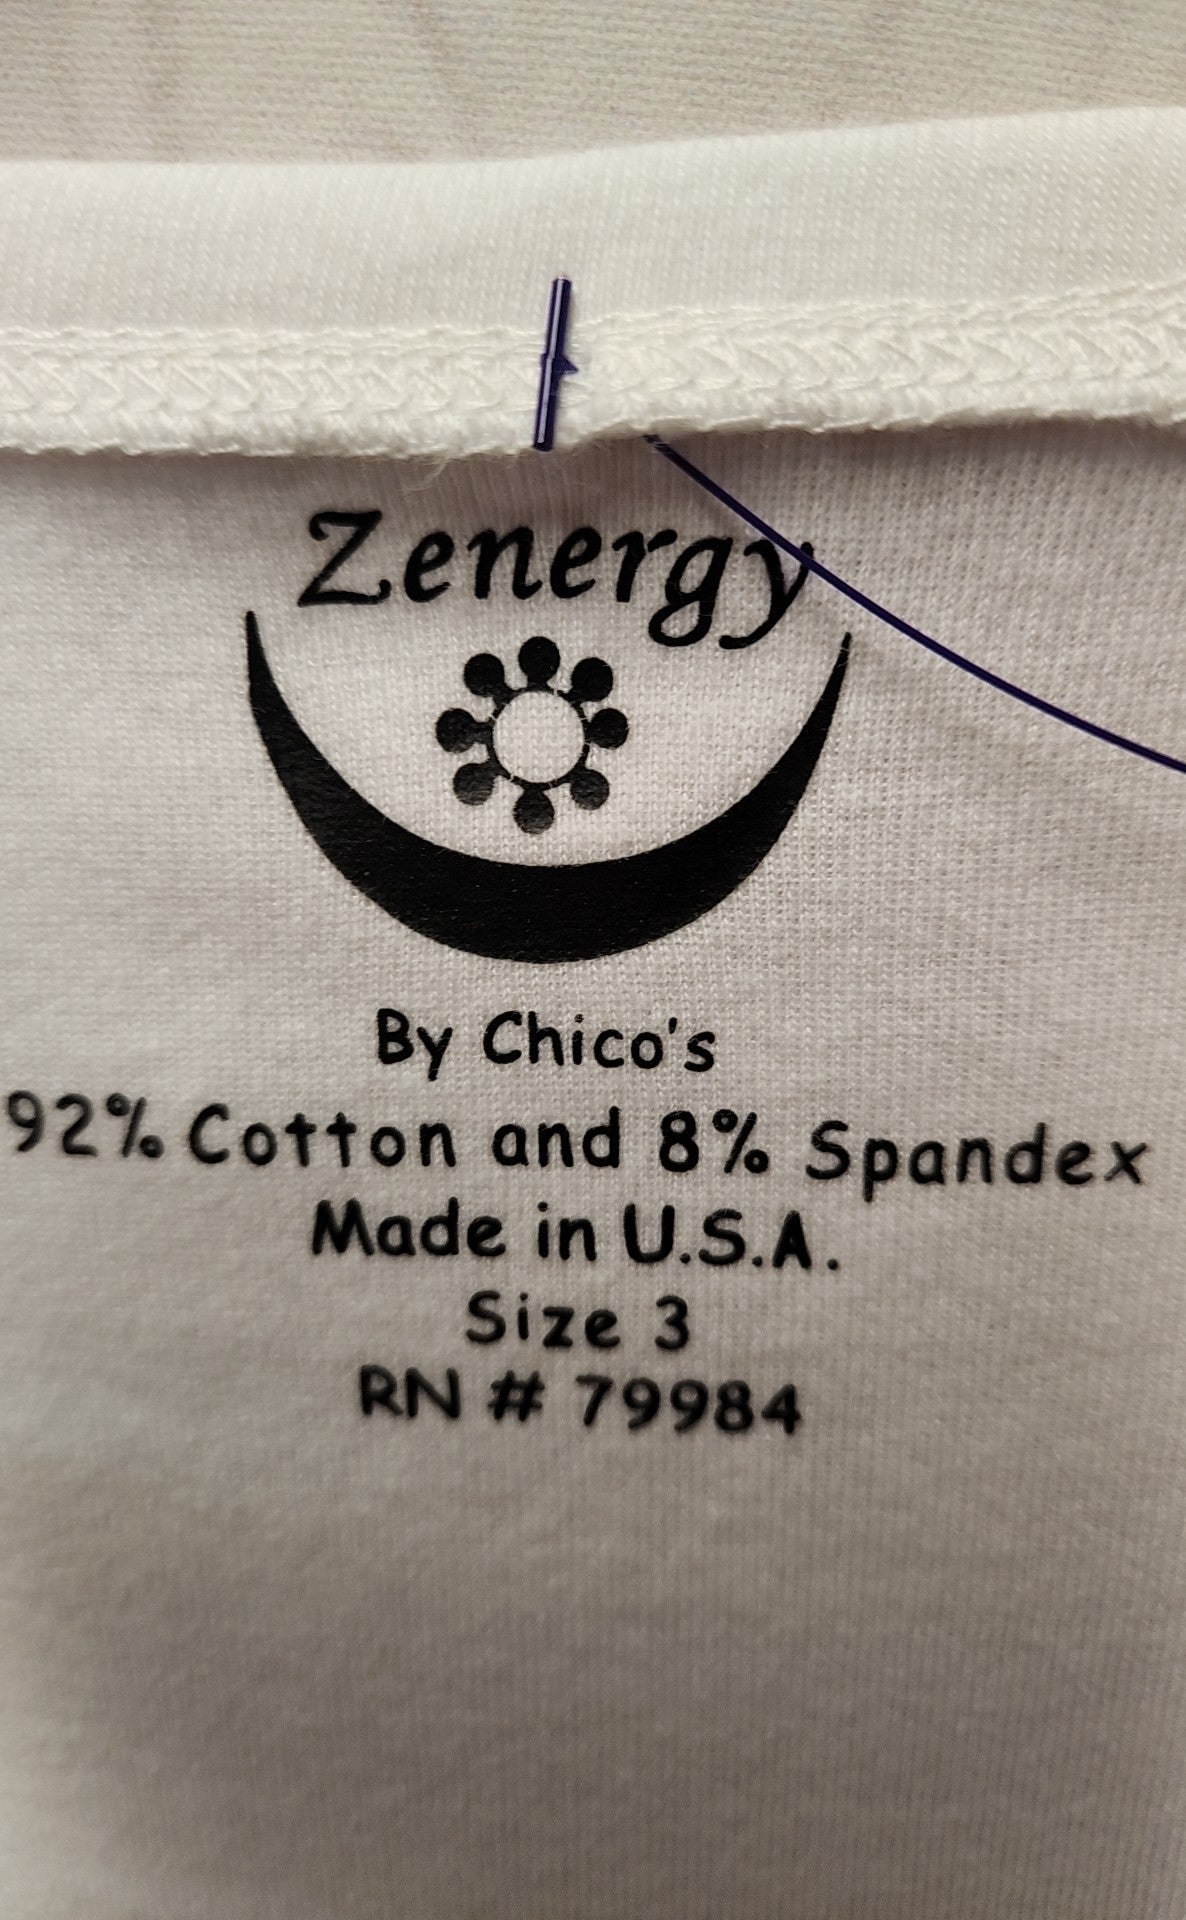 Zenergy
By Chico's
92% Cotton and 8% Spandex
Made in U.S.A.
Size 3
RN # 79984